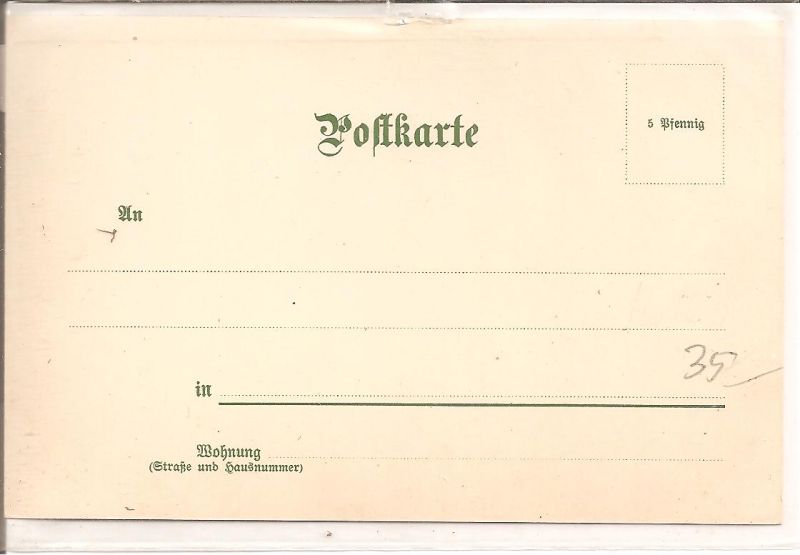 Postkarte
5 Pfennig
An
35
in
Wohnung
(Straße und Hausnummer)